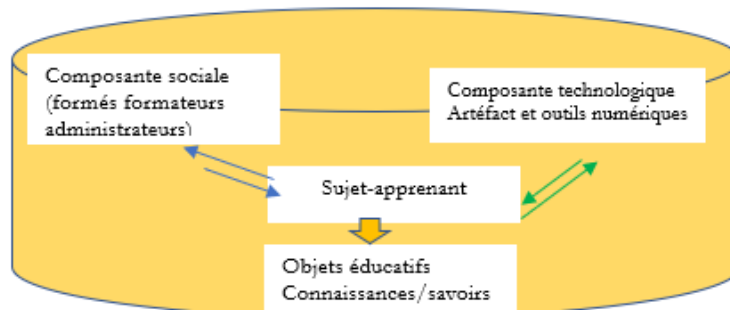 Composante sociale
(formés formateurs
administrateurs)
Composante technologique
Artéfact et outils numériques
Sujet-apprenant
Objets éducatifs
Connaissances/savoirs